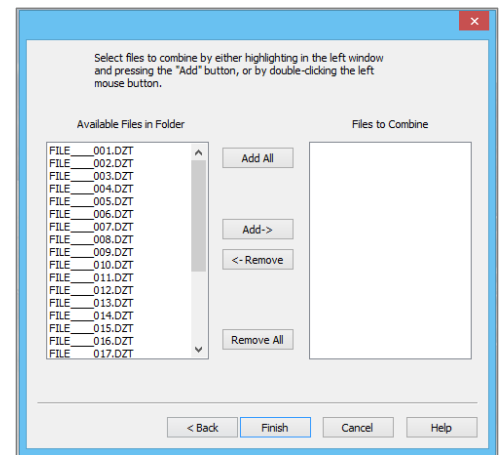 Select files to combine by either highlighting in the left window
and pressing the "Add" button, or by double-clicking the left
mouse button.
Available Files in Folder
Files to Combine
FILE____001.DZT
FILE____002.DZT
FILE____003.DZT
FILE____004.DZT
FILE____005.DZT
FILE____006.DZT
FILE____007.DZT
FILE____008.DZT
FILE____009.DZT
FILE____010.DZT
FILE____011.DZT
FILE____012.DZT
FILE____013.DZT
FILE____014.DZT
FILE____015.DZT
FILE____016.DZT
FILE____017.DZT
Add All
Add->
<- Remove
Remove All
< Back
Finish
Cancel
Help